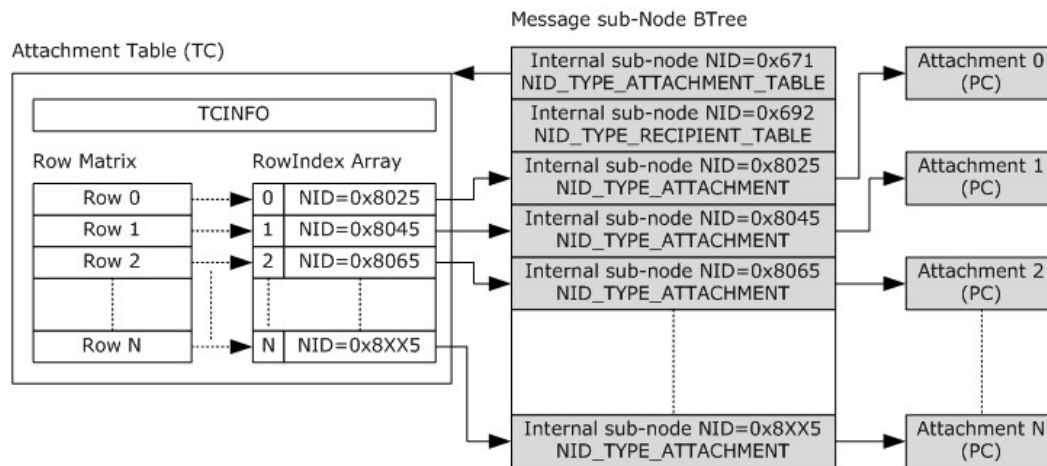 Message sub-Node BTree
Attachment Table (TC)
TCINFO
Row Matrix
RowIndex Array
Row 0
0 NID=0x8025
Row 1
1 NID=0x8045
Row 2
2 NID=0x8065
Row N
N NID=0x8XX5
Internal sub-node NID=0x671
NID_TYPE_ATTACHMENT_TABLE
Internal sub-node NID=0x692
NID_TYPE_RECIPIENT_TABLE
Internal sub-node NID=0x8025
NID_TYPE_ATTACHMENT
Internal sub-node NID=0x8045
NID_TYPE_ATTACHMENT
Internal sub-node NID=0x8065
NID_TYPE_ATTACHMENT
Internal sub-node NID=0x8XX5
NID_TYPE_ATTACHMENT
Attachment 0
(PC)
Attachment 1
(PC)
Attachment 2
(PC)
Attachment N
(PC)